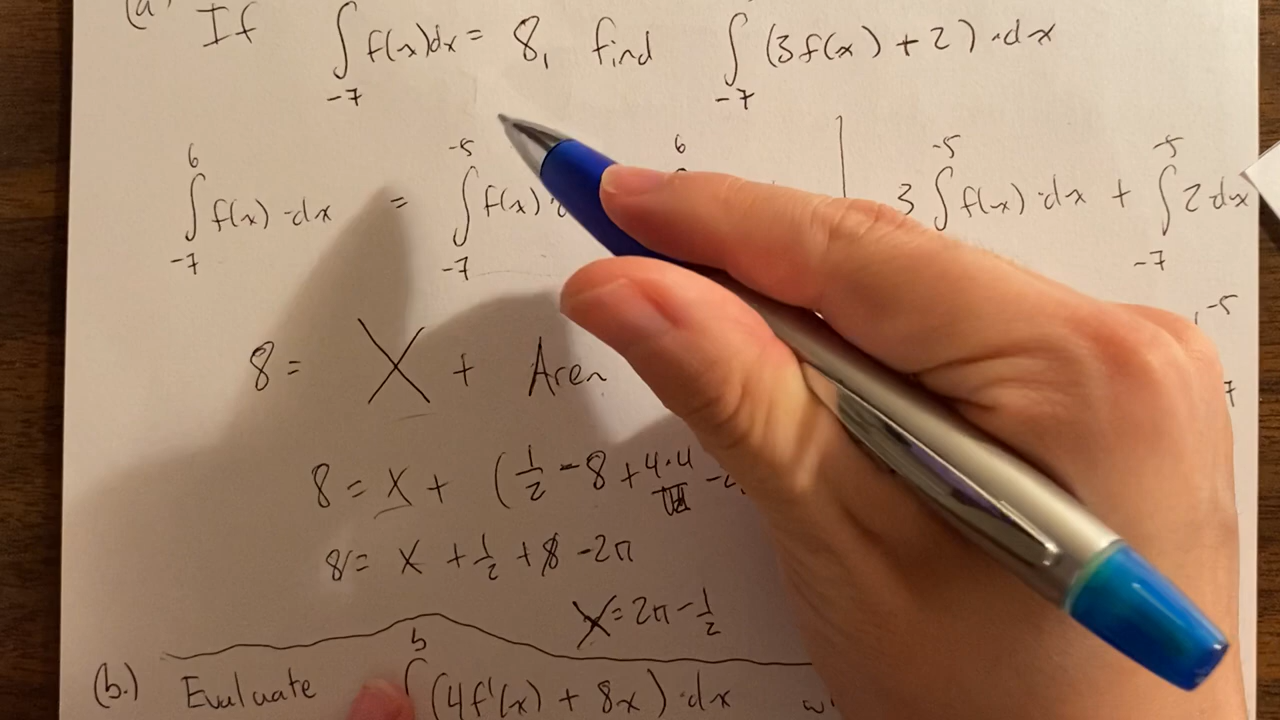 (a) If ∫_{-7} f(x)dx = 8, find ∫_{-7} (3f(x) + 2)·dx
∫_{-7}^{6} f(x)·dx = ∫_{-7}^{-5} f(x)· 6 | 3∫^{-5} f(x)·dx + ∫_{-7}^{-5} 2dx
-5
8 = X + Area
7
8 = X + (1/2 - 8 + 4·4
8 = X + 1/2 + 8 - 2π
X = 2π - 1/2
(b.) Evaluate ∫ (4f'(x) + 8x)·dx